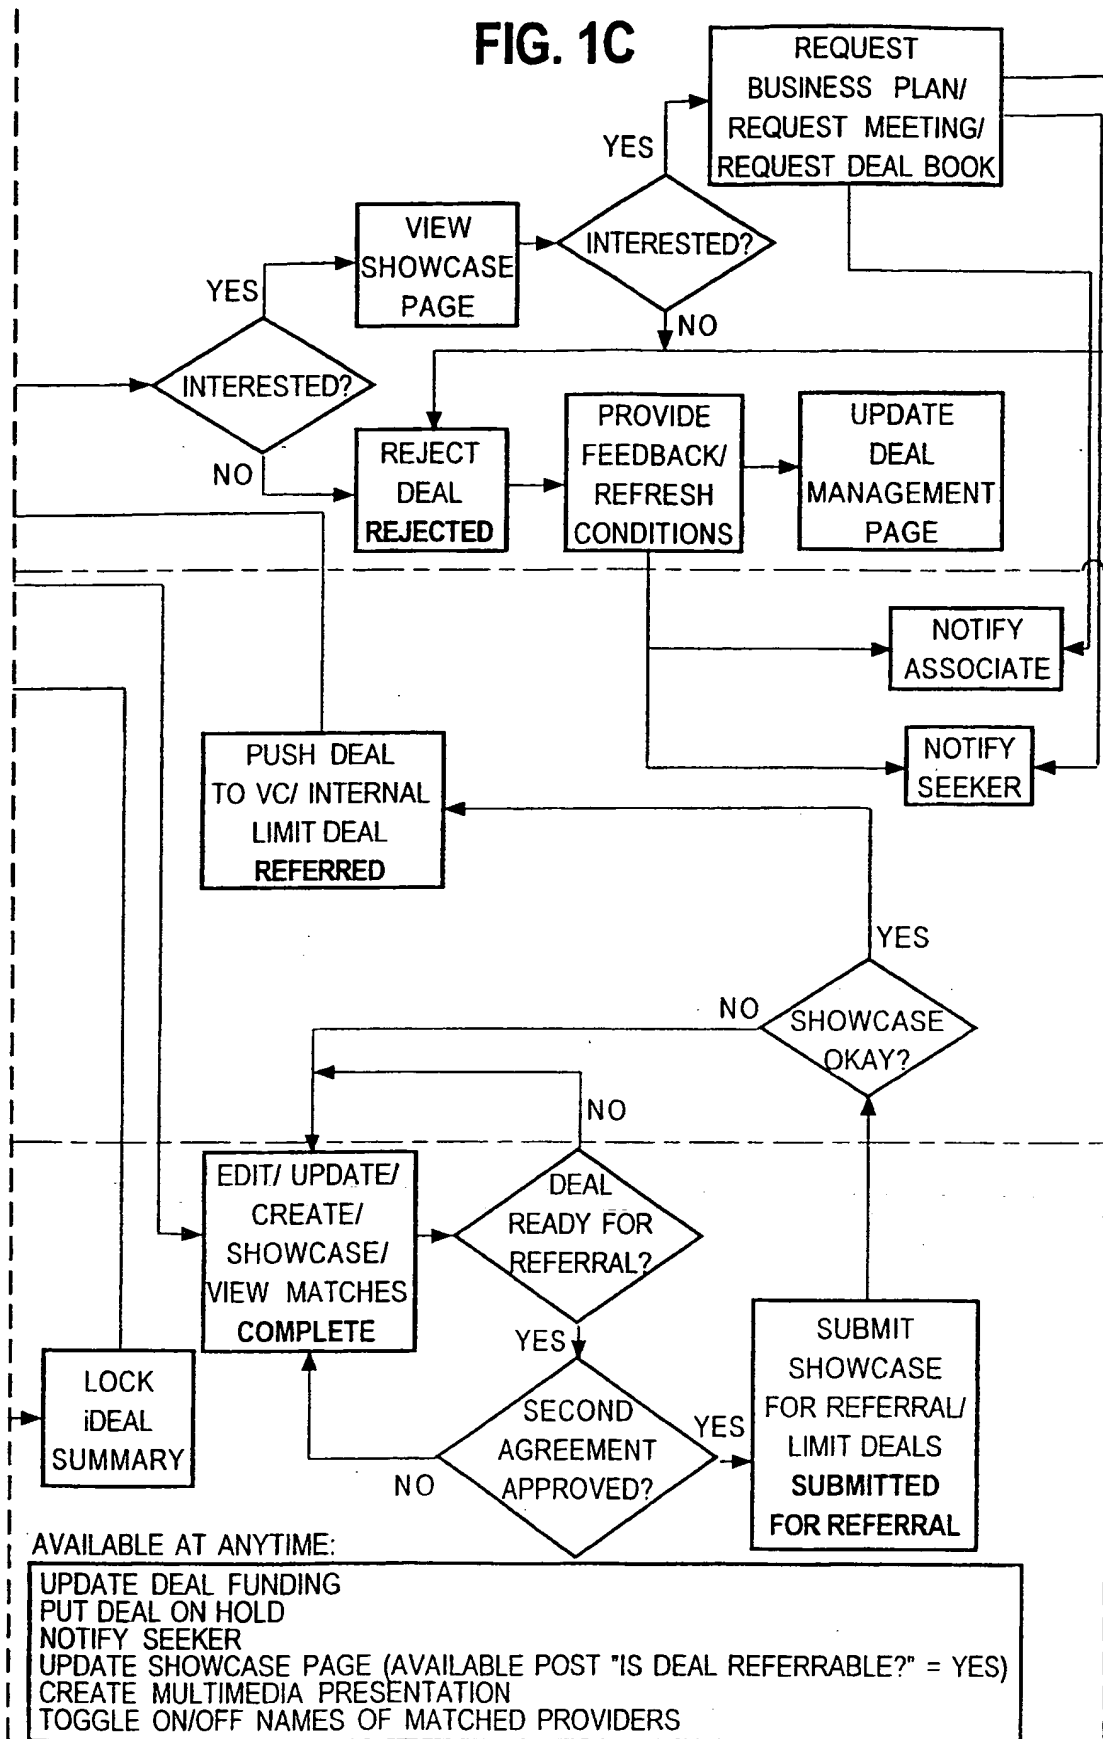 FIG. 1C
REQUEST
BUSINESS PLAN/
REQUEST MEETING/
REQUEST DEAL BOOK
YES
VIEW
SHOWCASE
PAGE
INTERESTED?
YES
NO
INTERESTED?
NO
REJECT
DEAL
REJECTED
PROVIDE
FEEDBACK/
REFRESH
CONDITIONS
UPDATE
DEAL
MANAGEMENT
PAGE
NOTIFY
ASSOCIATE
NOTIFY
SEEKER
PUSH DEAL
TO VC/ INTERNAL
LIMIT DEAL
REFERRED
YES
NO
SHOWCASE
OKAY?
NO
EDIT/ UPDATE/
CREATE/
SHOWCASE/
VIEW MATCHES
COMPLETE
DEAL
READY FOR
REFERRAL?
YES
LOCK
iDEAL
SUMMARY
SECOND
AGREEMENT
APPROVED?
NO
YES
SUBMIT
SHOWCASE
FOR REFERRAL/
LIMIT DEALS
SUBMITTED
FOR REFERRAL
AVAILABLE AT ANYTIME:
UPDATE DEAL FUNDING
PUT DEAL ON HOLD
NOTIFY SEEKER
UPDATE SHOWCASE PAGE (AVAILABLE POST "IS DEAL REFERRABLE?" = YES)
CREATE MULTIMEDIA PRESENTATION
TOGGLE ON/OFF NAMES OF MATCHED PROVIDERS